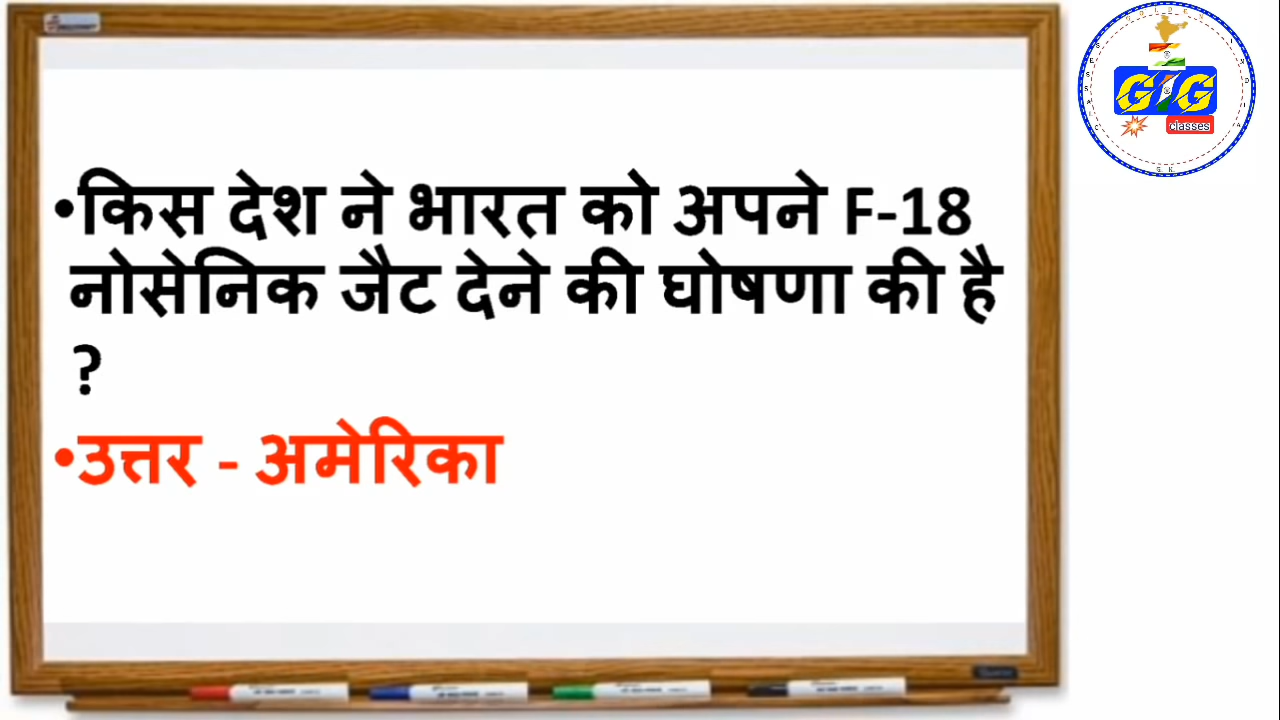 •किस देश ने भारत को अपने F-18
नोसेनिक जैट देने की घोषणा की है
?
•उत्तर - अमेरिका
GIG
classes